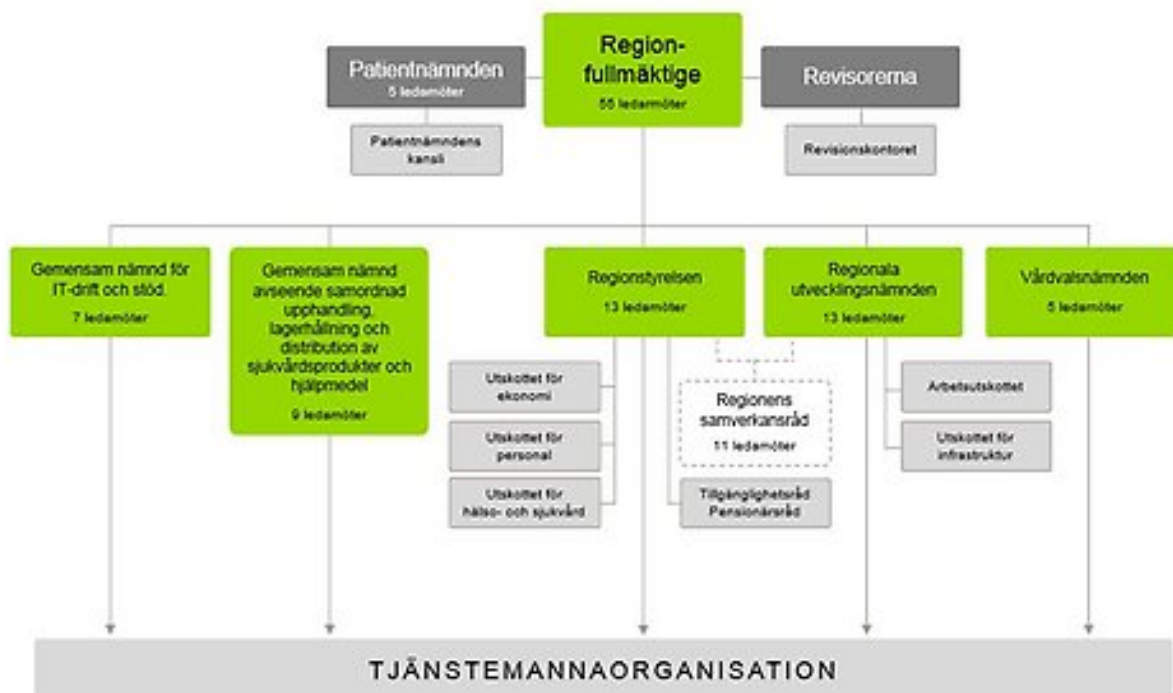 Region-
fullmäktige
55 ledarmöter
Patientnämnden
5 ledamöter
Revisorerna
Patientnämndens
kansli
Revisionskontoret
Gemensam nämnd för
IT-drift och stöd.
7 ledamöter
Gemensam nämnd
avseende samordnad
upphandling,
lagerhållning och
distribution av
sjukvårdsprodukter och
hjälpmedel
9 ledamöter
Regionstyrelsen
13 ledamöter
Regionala
utvecklingsnämnden
13 ledamöter
Vårdvalsnämnden
5 ledamöter
Utskottet för
ekonomi
Utskottet för
personal
Utskottet för
hälso- och sjukvård
Regionens
samverkansråd
11 ledamöter
Tillgänglighetsråd
Pensionärsråd
Arbetsutskottet
Utskottet för
infrastruktur
TJÄNSTEMANNAORGANISATION